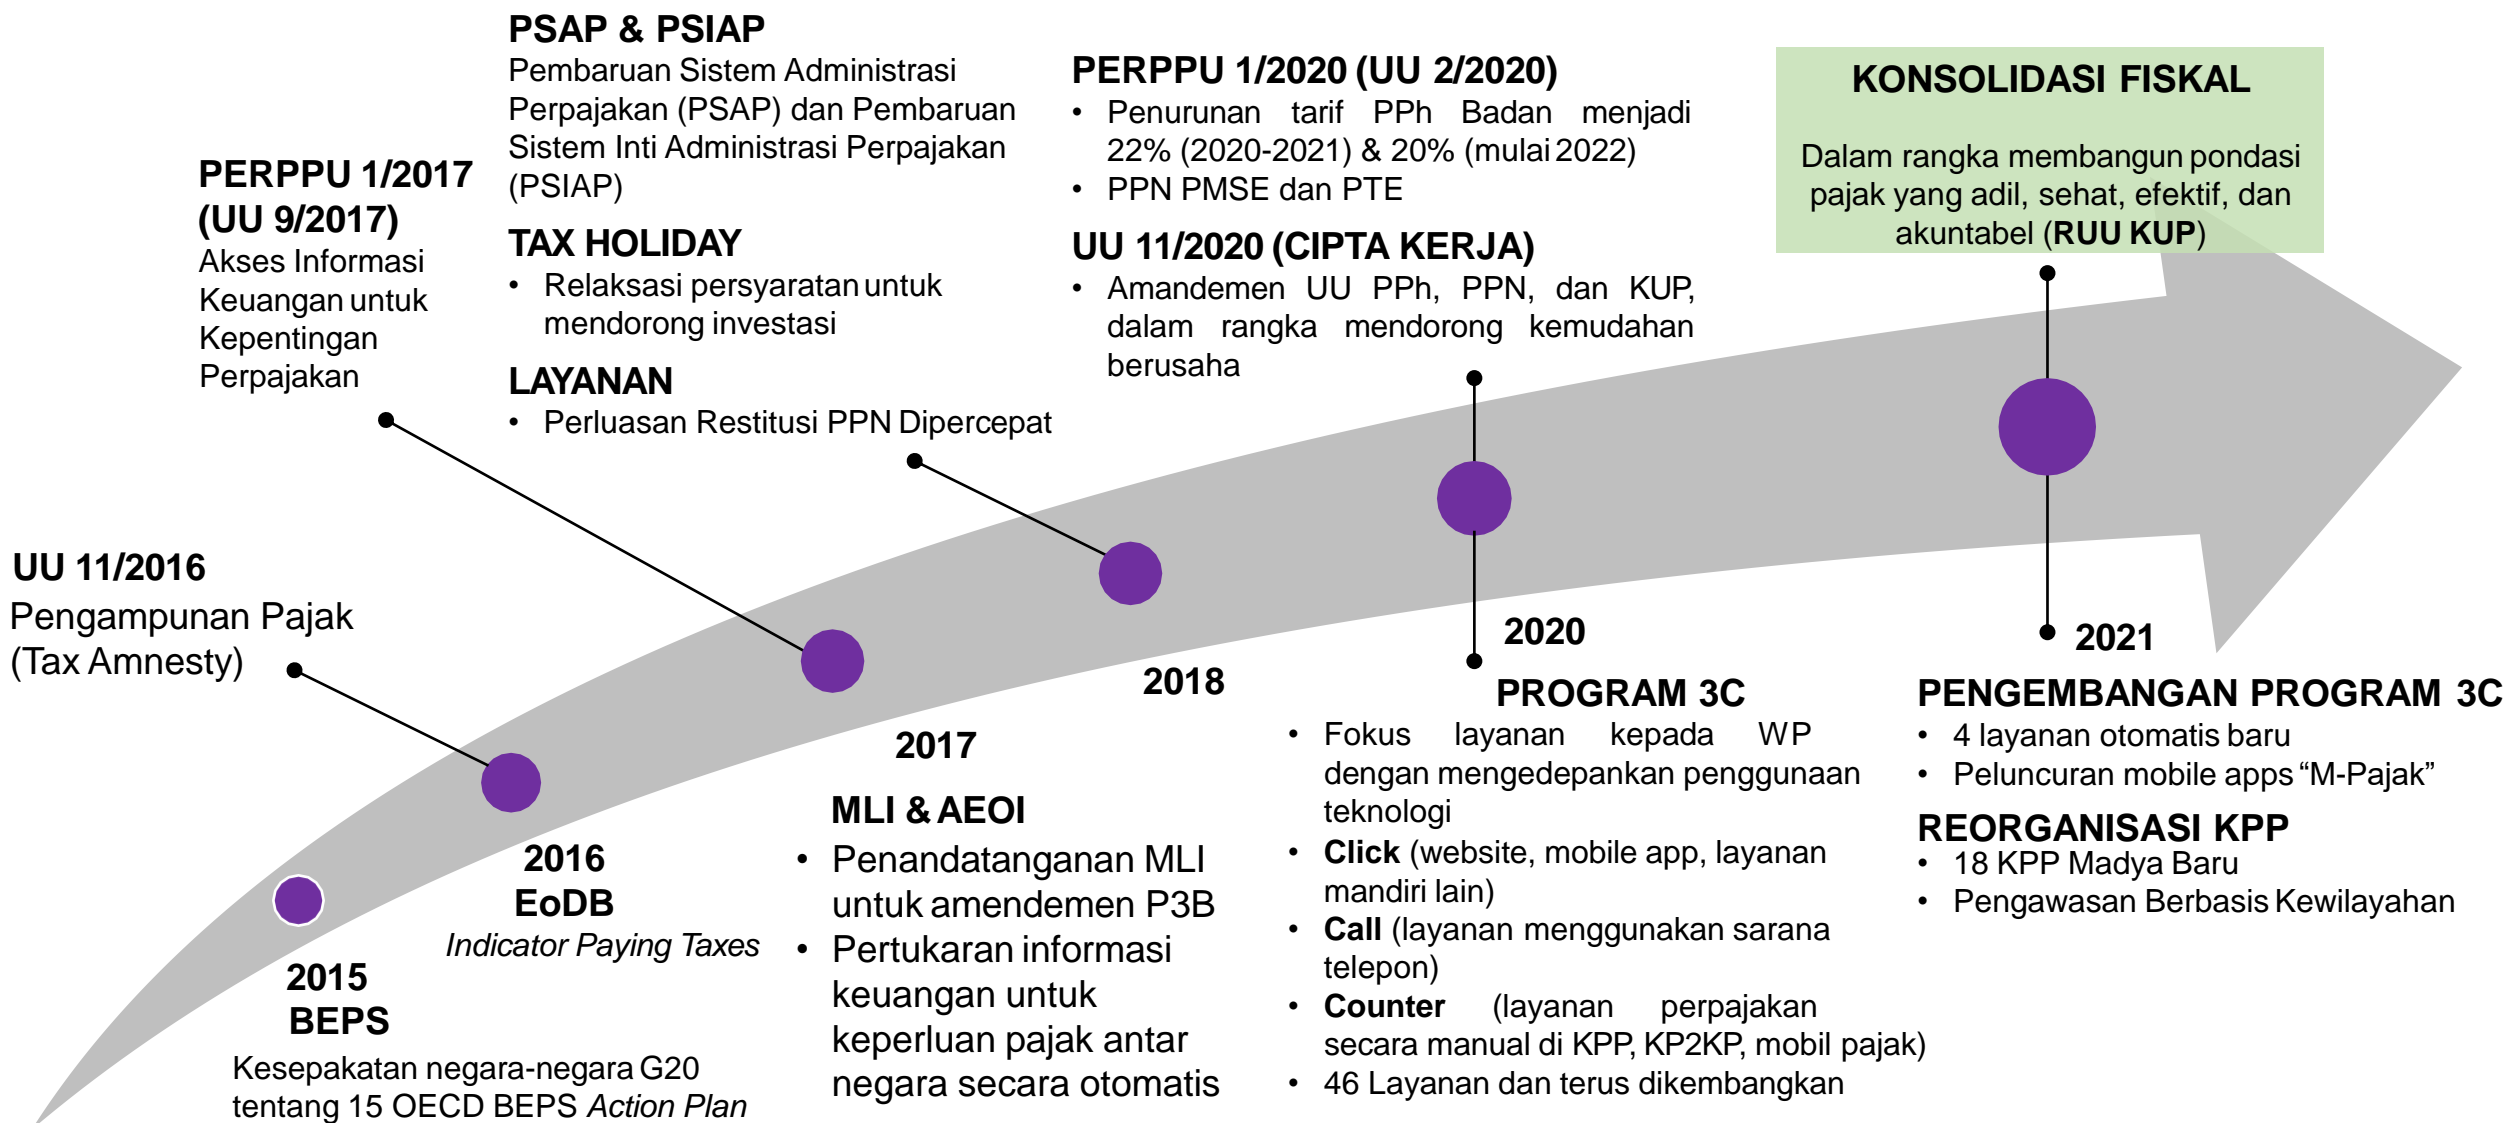 PSAP & PSIAP
Pembaruan Sistem Administrasi
Perpajakan (PSAP) dan Pembaruan
Sistem Inti Administrasi Perpajakan
(PSIAP)
TAX HOLIDAY
• Relaksasi persyaratan untuk
mendorong investasi
LAYANAN
• Perluasan Restitusi PPN Dipercepat
PERPPU 1/2020 (UU 2/2020)
• Penurunan tarif PPh Badan menjadi
22% (2020-2021) & 20% (mulai 2022)
• PPN PMSE dan PTE
UU 11/2020 (CIPTA KERJA)
• Amandemen UU PPh, PPN, dan KUP,
dalam rangka mendorong kemudahan
berusaha
KONSOLIDASI FISKAL
Dalam rangka membangun pondasi
pajak yang adil, sehat, efektif, dan
akuntabel (RUU KUP)
PERPPU 1/2017
(UU 9/2017)
Akses Informasi
Keuangan untuk
Kepentingan
Perpajakan
UU 11/2016
Pengampunan Pajak
(Tax Amnesty)
2015
BEPS
Kesepakatan negara-negara G20
tentang 15 OECD BEPS Action Plan
2016
EoDB
Indicator Paying Taxes
2017
MLI & AEOI
• Penandatanganan MLI
untuk amendemen P3B
• Pertukaran informasi
keuangan untuk
keperluan pajak antar
negara secara otomatis
2018
2020
PROGRAM 3C
• Fokus layanan kepada WP
dengan mengedepankan penggunaan
teknologi
• Click (website, mobile app, layanan
mandiri lain)
• Call (layanan menggunakan sarana
telepon)
• Counter (layanan perpajakan
secara manual di KPP, KP2KP, mobil pajak)
• 46 Layanan dan terus dikembangkan
2021
PENGEMBANGAN PROGRAM 3C
• 4 layanan otomatis baru
• Peluncuran mobile apps “M-Pajak”
REORGANISASI KPP
• 18 KPP Madya Baru
• Pengawasan Berbasis Kewilayahan